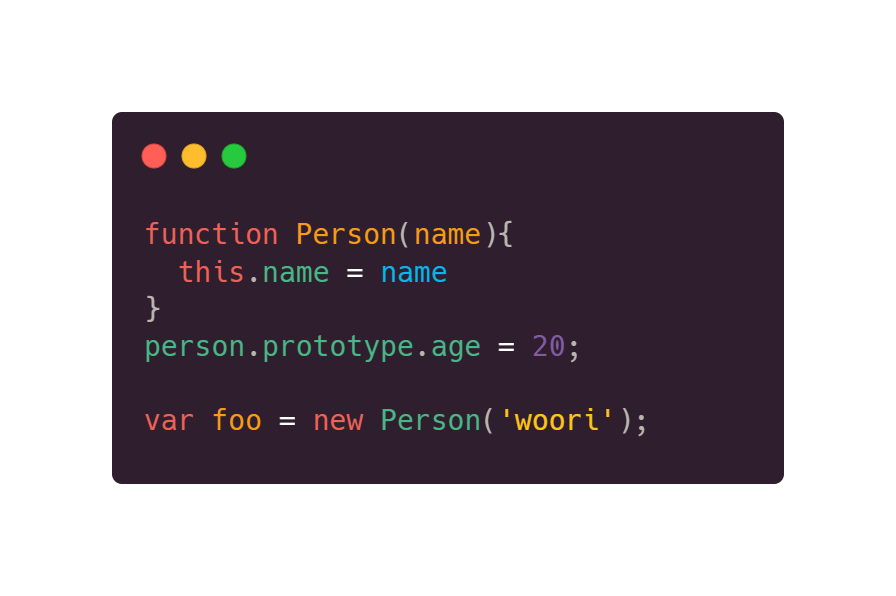 function Person(name){
  this.name = name
}
person.prototype.age = 20;
var foo = new Person('woori');